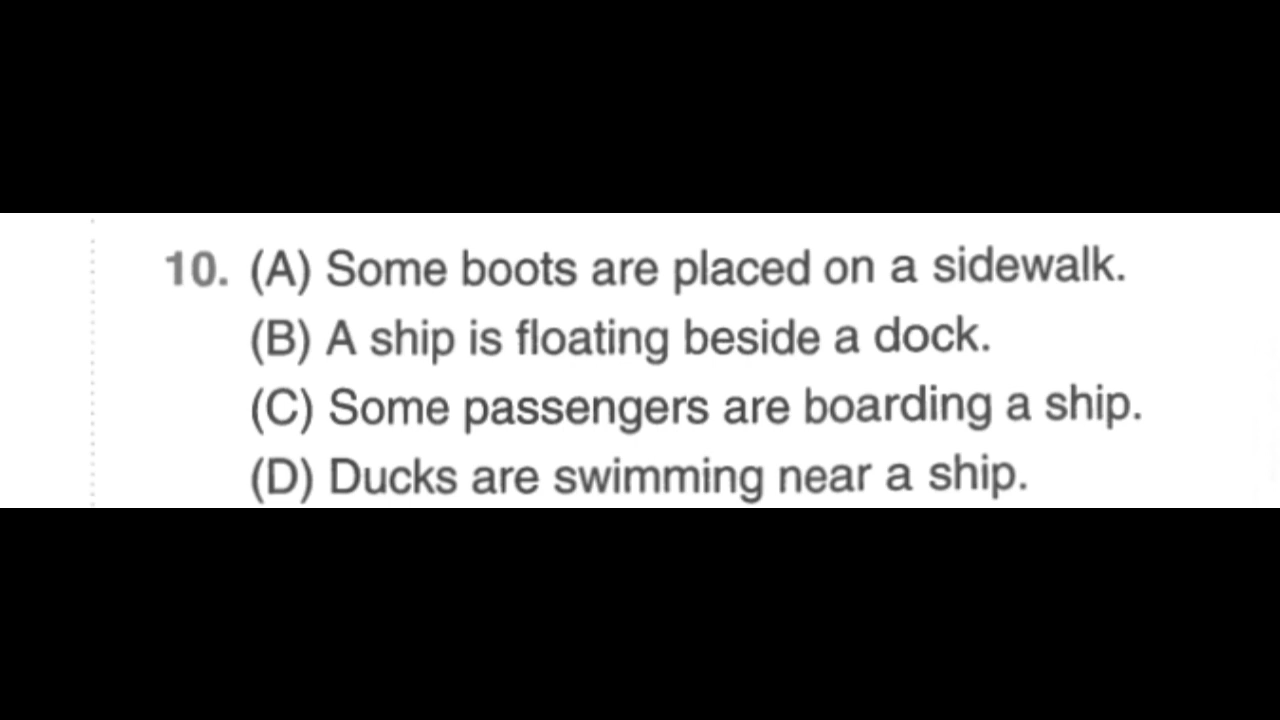 10. (A) Some boots are placed on a sidewalk.
(B) A ship is floating beside a dock.
(C) Some passengers are boarding a ship.
(D) Ducks are swimming near a ship.